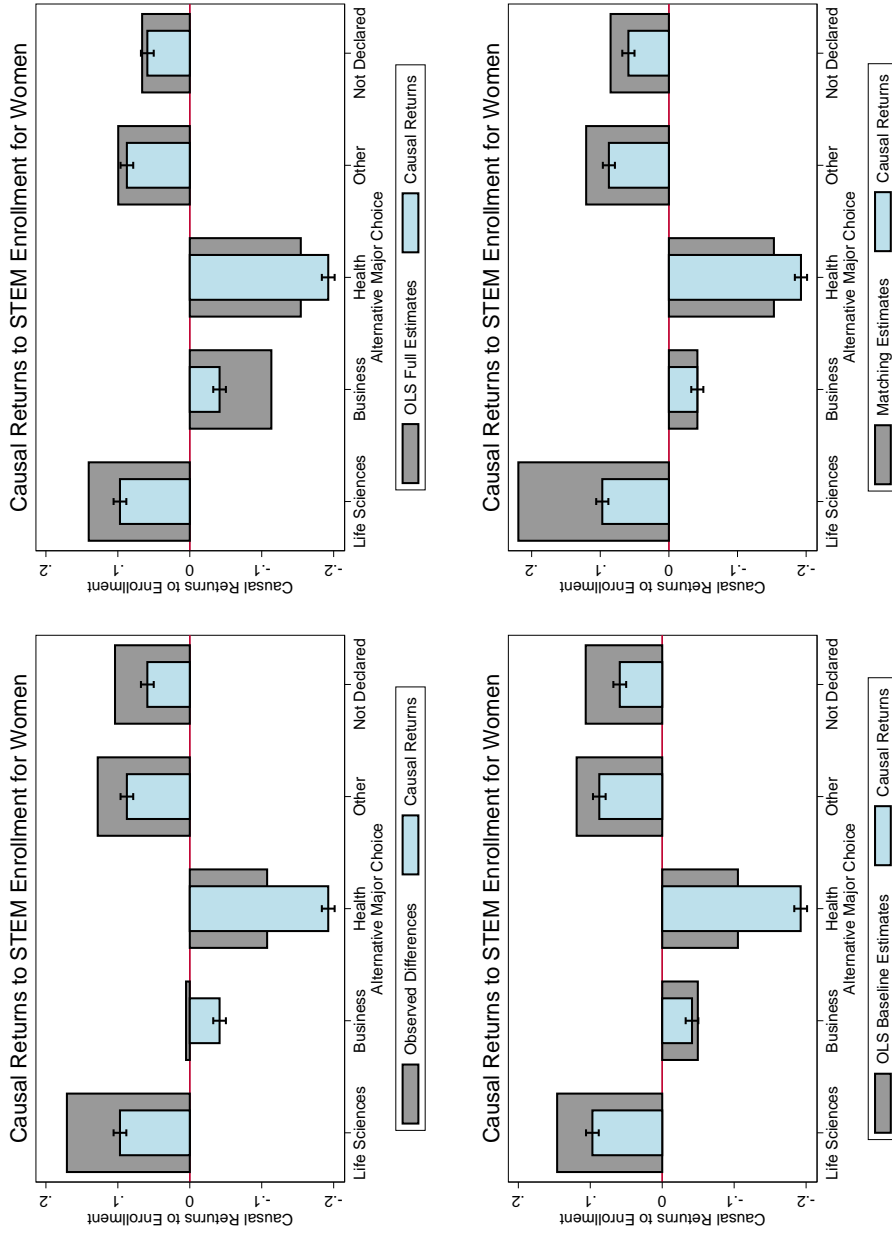 Causal Returns to STEM Enrollment for Women
Causal Returns to Enrollment
.2
.1
0
-.1
-.2
Life Sciences Business Health Other Not Declared
Alternative Major Choice
Observed Differences Causal Returns
Causal Returns to STEM Enrollment for Women
Causal Returns to Enrollment
.2
.1
0
-.1
-.2
Life Sciences Business Health Other Not Declared
Alternative Major Choice
OLS Full Estimates Causal Returns
Causal Returns to STEM Enrollment for Women
Causal Returns to Enrollment
.2
.1
0
-.1
-.2
Life Sciences Business Health Other Not Declared
Alternative Major Choice
OLS Baseline Estimates Causal Returns
Causal Returns to STEM Enrollment for Women
Causal Returns to Enrollment
.2
.1
0
-.1
-.2
Life Sciences Business Health Other Not Declared
Alternative Major Choice
Matching Estimates Causal Returns